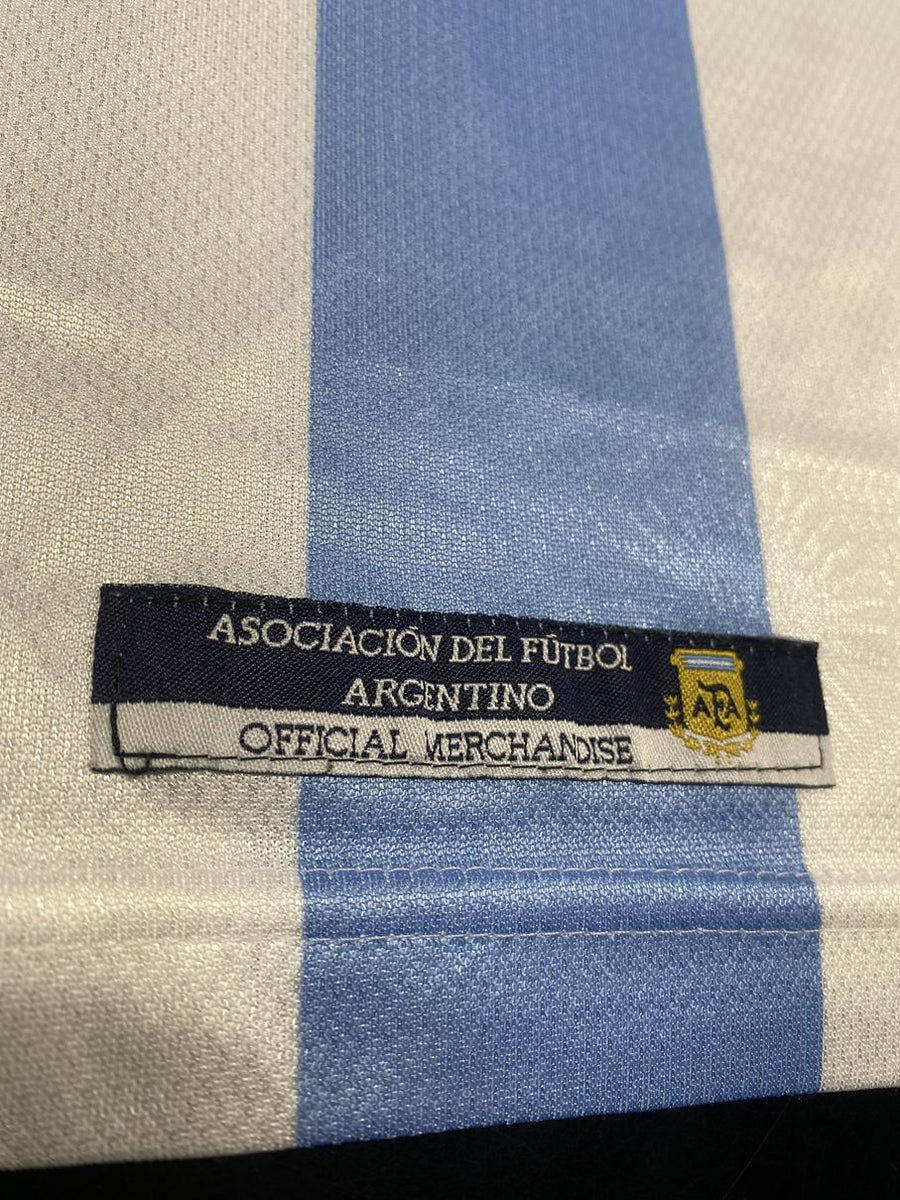 ASOCIACIÓN DEL FÚTBOL
ARGENTINO
OFFICIAL MERCHANDISE
AFA